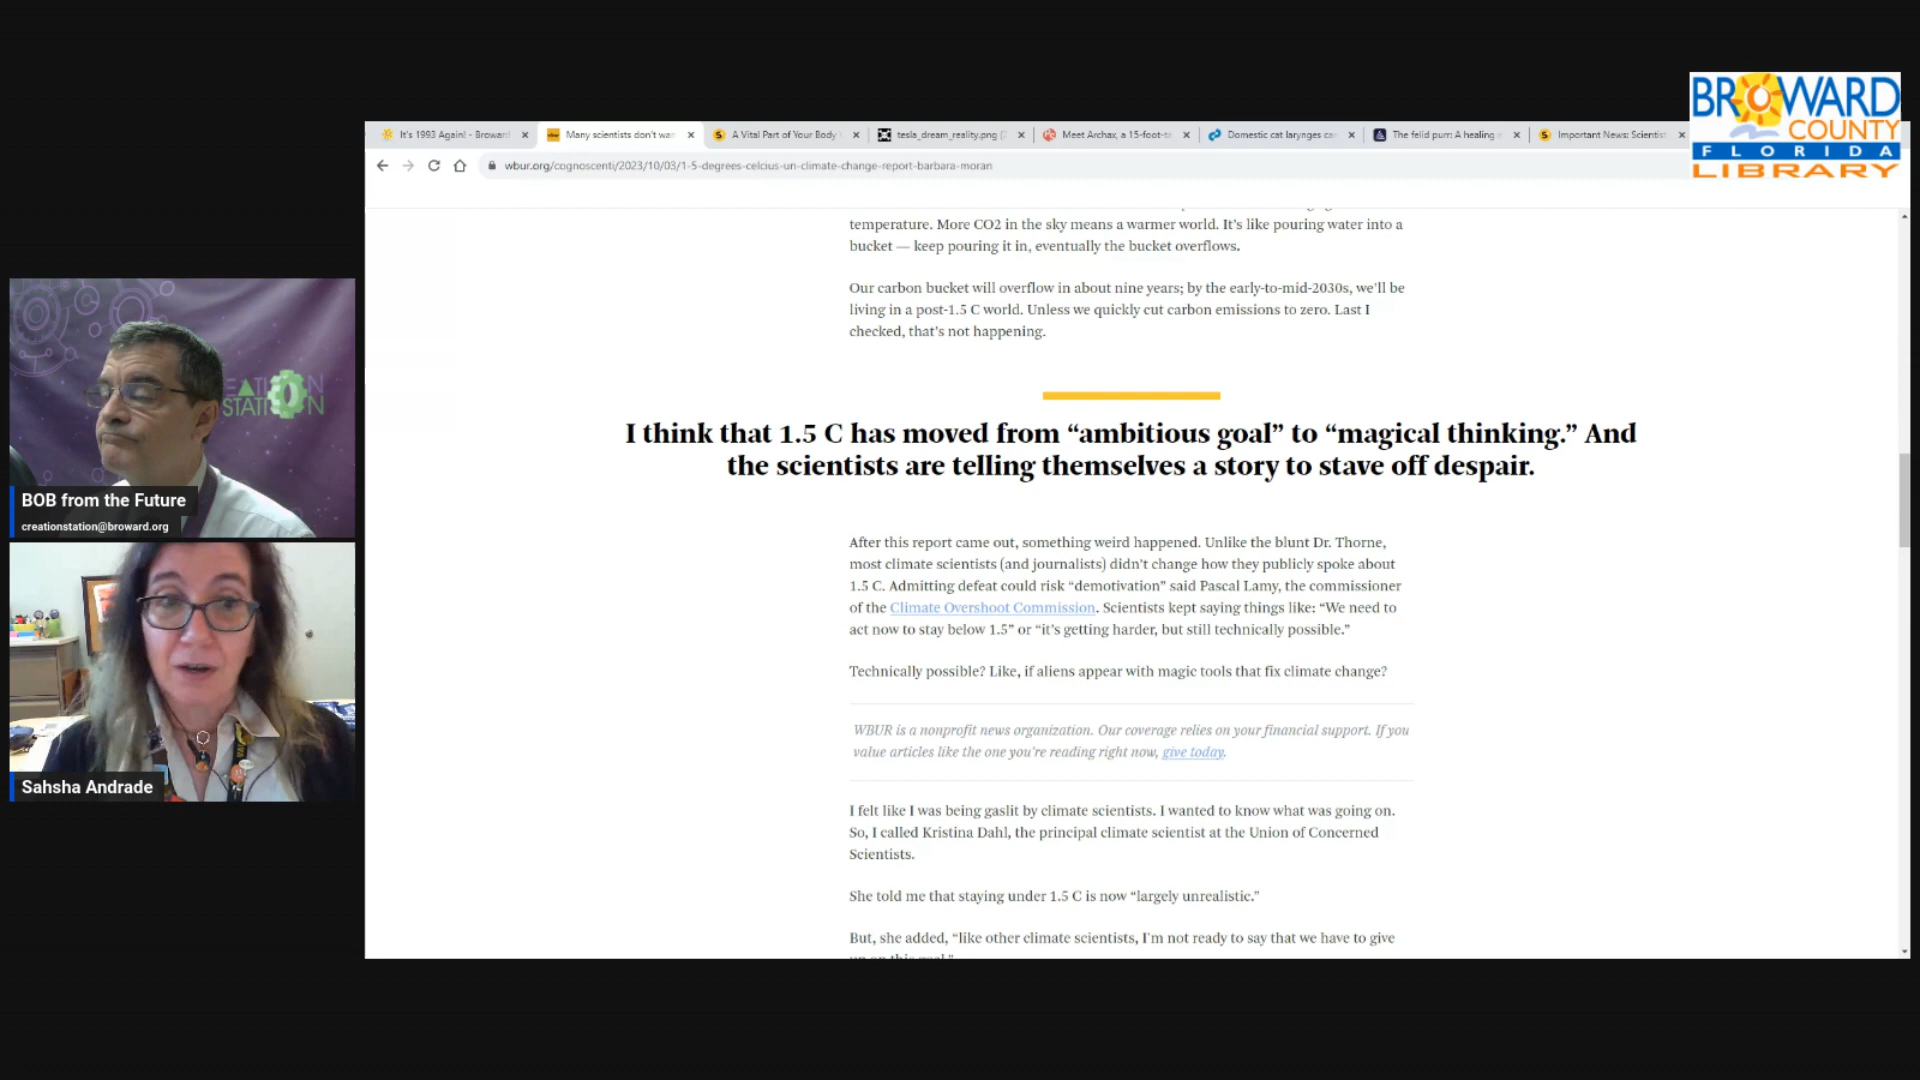 BROWARD
COUNTY
FLORIDA
LIBRARY
It's 1993 Again! - Broward
Many scientists don't wan
A Vital Part of Your Body
tesla_dream_reality.png
Meet Archax, a 15-foot-ta
Domestic cat larynges ca
The felid purr: A healing
Important News: Scientist
wbur.org/cognoscenti/2023/10/03/1-5-degrees-celcius-un-climate-change-report-barbara-moran
temperature. More CO2 in the sky means a warmer world. It's like pouring water into a
bucket — keep pouring it in, eventually the bucket overflows.
Our carbon bucket will overflow in about nine years; by the early-to-mid-2030s, we'll be
living in a post-1.5 C world. Unless we quickly cut carbon emissions to zero. Last I
checked, that's not happening.
I think that 1.5 C has moved from “ambitious goal” to “magical thinking.” And
the scientists are telling themselves a story to stave off despair.
After this report came out, something weird happened. Unlike the blunt Dr. Thorne,
most climate scientists (and journalists) didn't change how they publicly spoke about
1.5 C. Admitting defeat could risk “demotivation” said Pascal Lamy, the commissioner
of the Climate Overshoot Commission. Scientists kept saying things like: “We need to
act now to stay below 1.5” or “it's getting harder, but still technically possible.”
Technically possible? Like, if aliens appear with magic tools that fix climate change?
WBUR is a nonprofit news organization. Our coverage relies on your financial support. If you
value articles like the one you're reading right now, give today.
I felt like I was being gaslit by climate scientists. I wanted to know what was going on.
So, I called Kristina Dahl, the principal climate scientist at the Union of Concerned
Scientists.
She told me that staying under 1.5 C is now “largely unrealistic.”
But, she added, “like other climate scientists, I'm not ready to say that we have to give
STATION
BOB from the Future
creationstation@broward.org
Sahsha Andrade